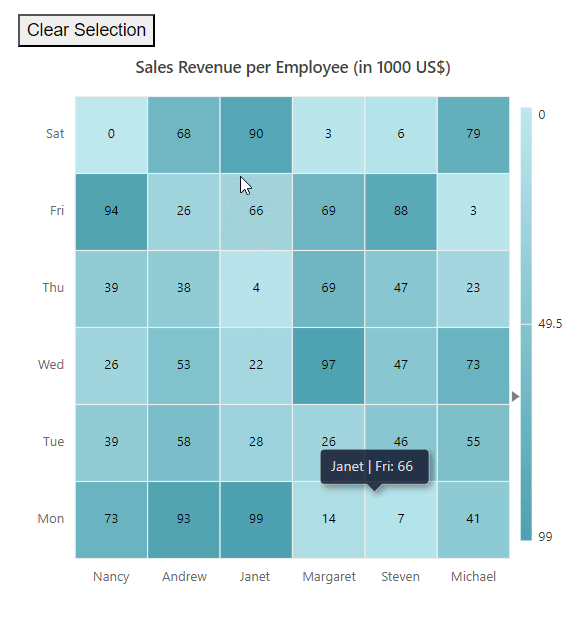 Clear Selection
Sales Revenue per Employee (in 1000 US$)
Sat 0 68 90 3 6 79 0
Fri 94 26 66 69 88 3
Thu 39 38 4 69 47 23
49.5
Wed 26 53 22 97 47 73
Tue 39 58 28 26 46 55
Janet | Fri: 66
Mon 73 93 99 14 7 41 99
Nancy Andrew Janet Margaret Steven Michael